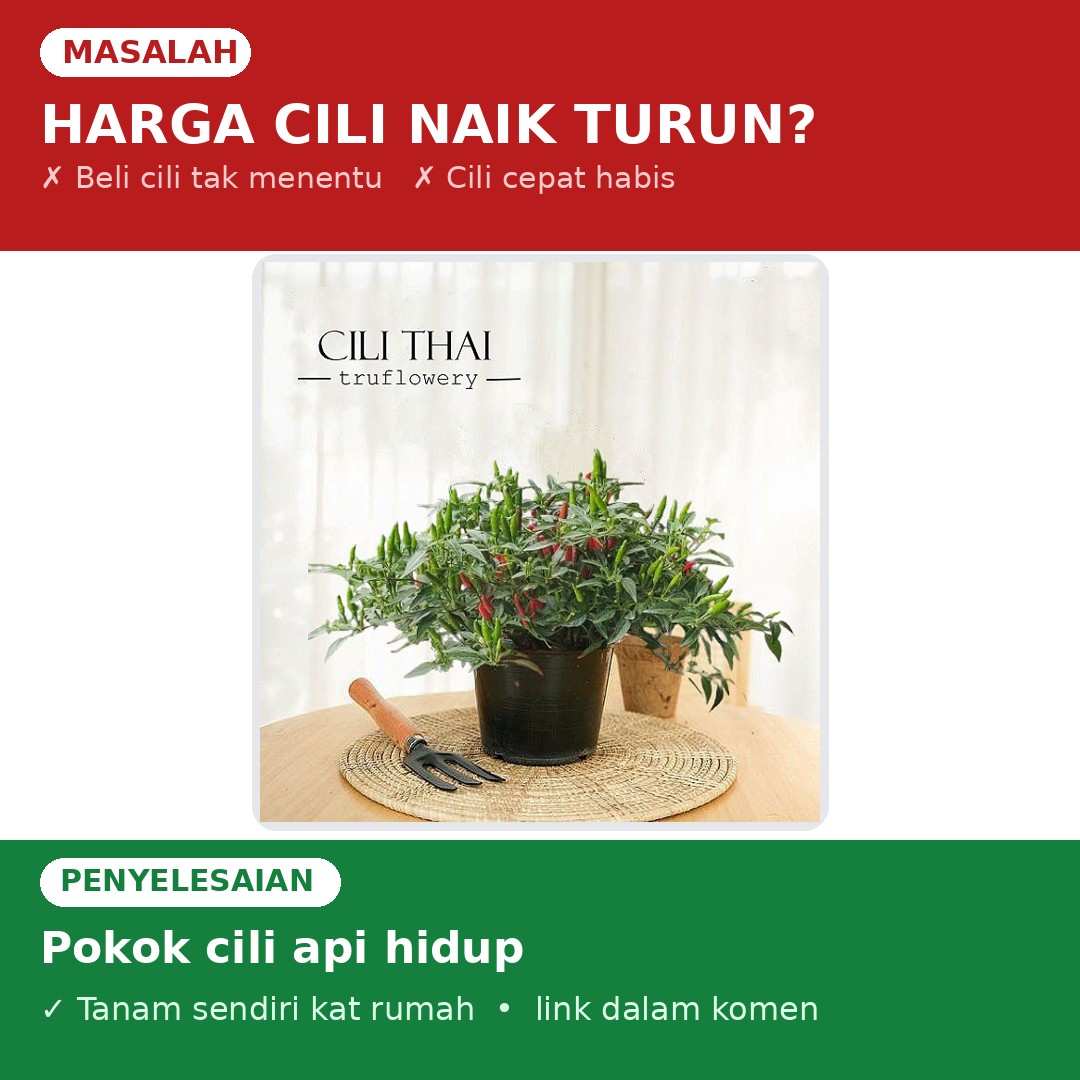 MASALAH
HARGA CILI NAIK TURUN?
✗ Beli cili tak menentu ✗ Cili cepat habis
CILI THAI
truflowery
PENYELESAIAN
Pokok cili api hidup
✓ Tanam sendiri kat rumah • link dalam komen